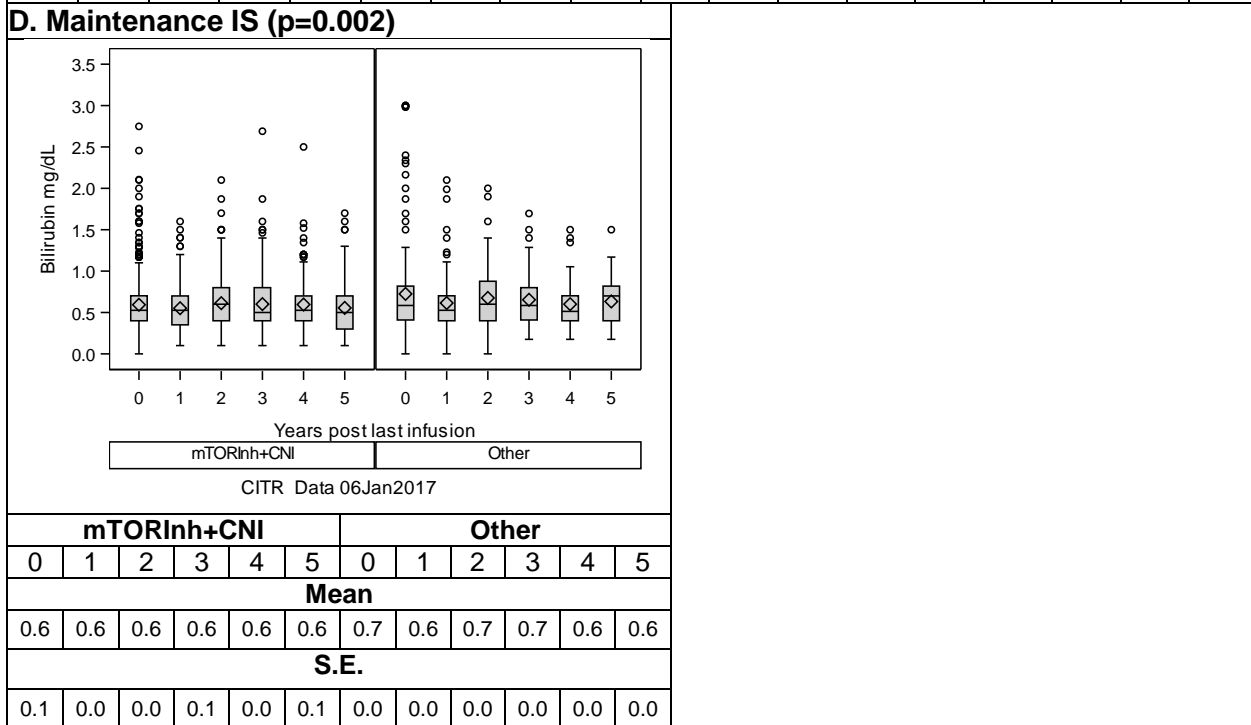 D. Maintenance IS (p=0.002)
3.5
3.0
2.5
2.0
1.5
1.0
0.5
0.0
Bilirubin mg/dL
0 1 2 3 4 5 0 1 2 3 4 5
Years post last infusion
mTORInh+CNI Other
CITR Data 06Jan2017
mTORInh+CNI Other
0 1 2 3 4 5 0 1 2 3 4 5
Mean
0.6 0.6 0.6 0.6 0.6 0.6 0.7 0.6 0.7 0.7 0.6 0.6
S.E.
0.1 0.0 0.0 0.1 0.0 0.1 0.0 0.0 0.0 0.0 0.0 0.0